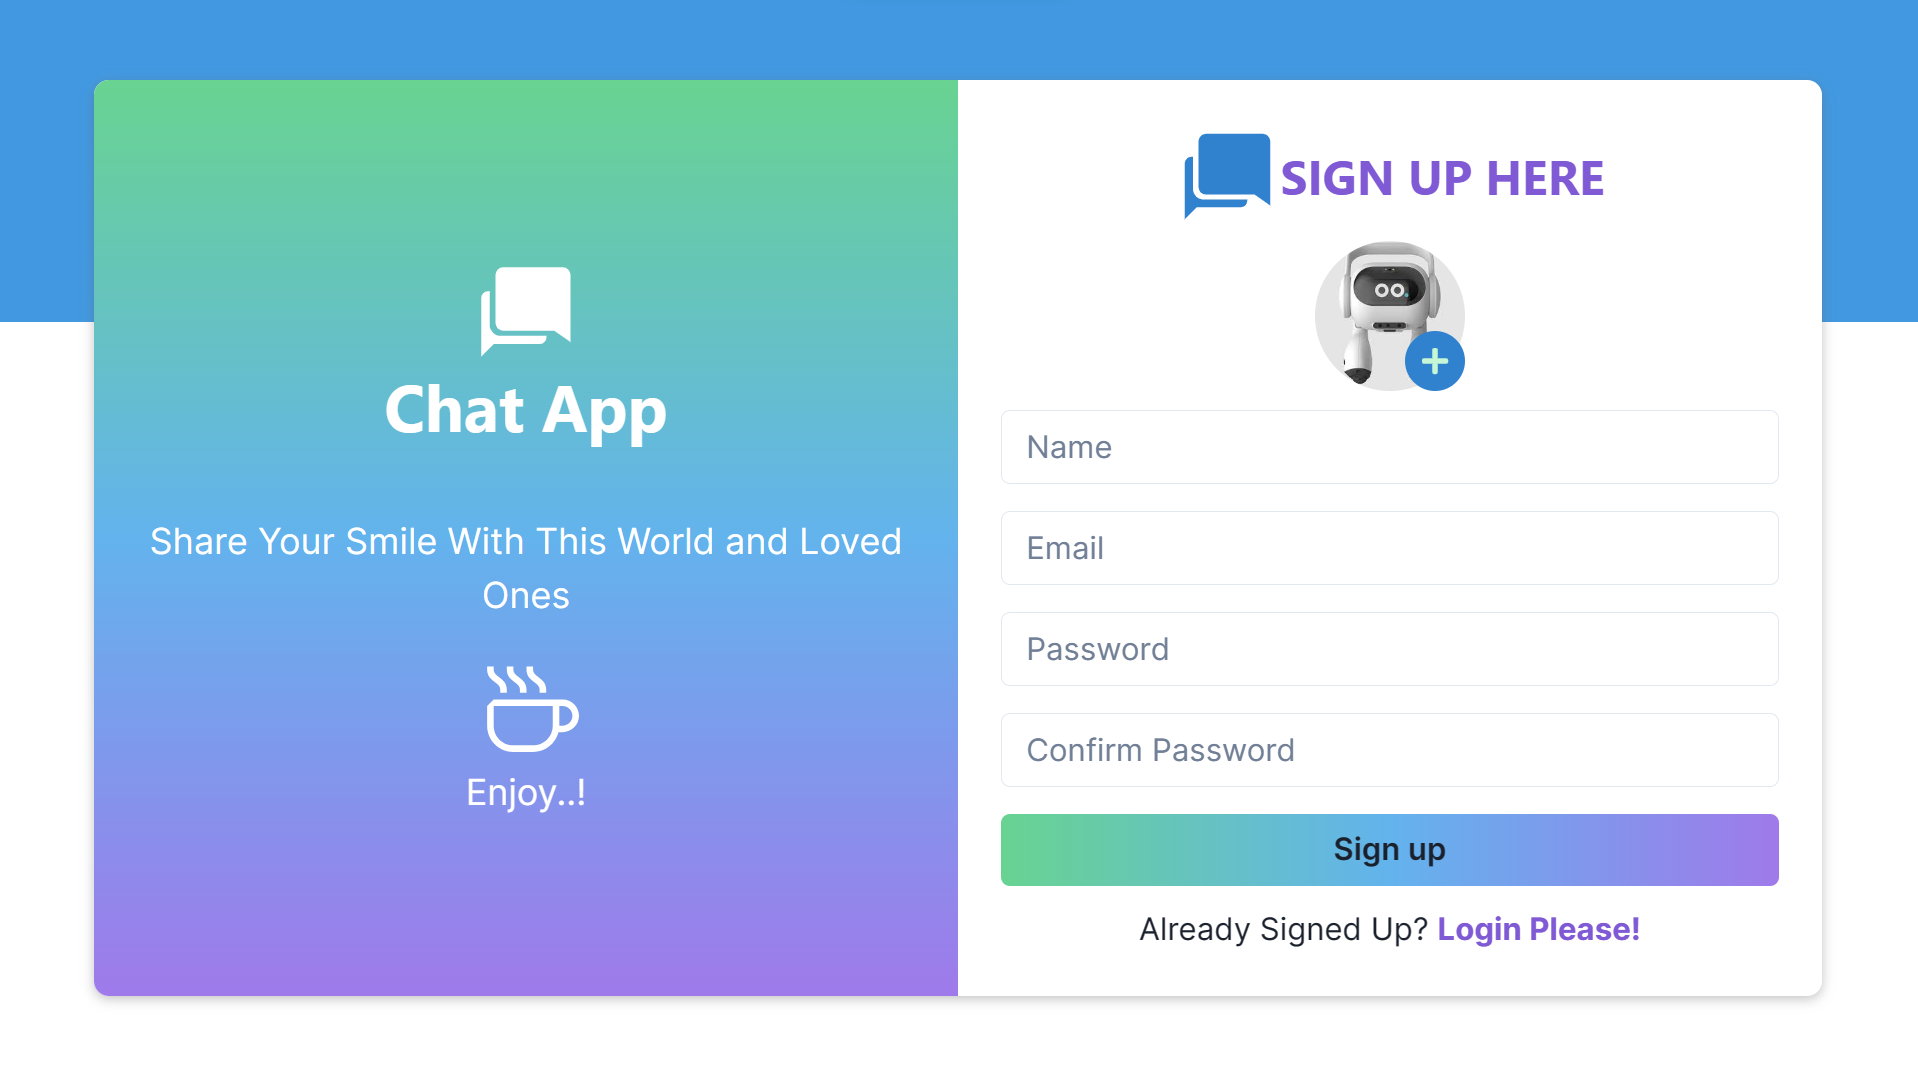 Chat App
Share Your Smile With This World and Loved
Ones
Enjoy..!
SIGN UP HERE
Name
Email
Password
Confirm Password
Sign up
Already Signed Up? Login Please!